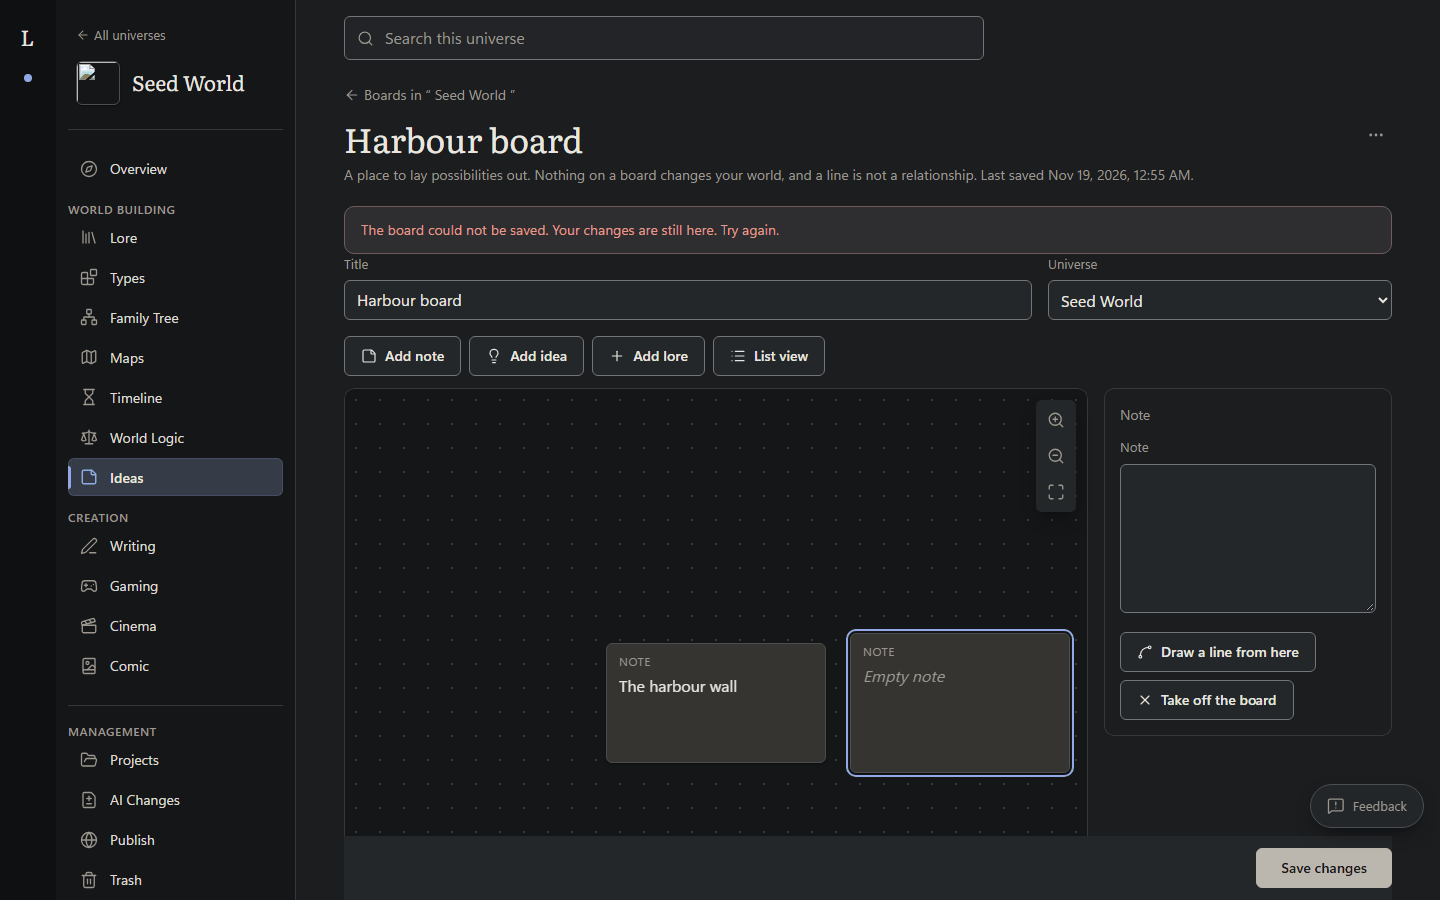 L
All universes
Seed World
Overview
WORLD BUILDING
Lore
Types
Family Tree
Maps
Timeline
World Logic
Ideas
CREATION
Writing
Gaming
Cinema
Comic
MANAGEMENT
Projects
AI Changes
Publish
Trash
Search this universe
Boards in “ Seed World ”
Harbour board
A place to lay possibilities out. Nothing on a board changes your world, and a line is not a relationship. Last saved Nov 19, 2026, 12:55 AM.
The board could not be saved. Your changes are still here. Try again.
Title
Universe
Harbour board
Seed World
Add note
Add idea
Add lore
List view
NOTE
The harbour wall
NOTE
Empty note
Note
Note
Draw a line from here
Take off the board
Feedback
Save changes